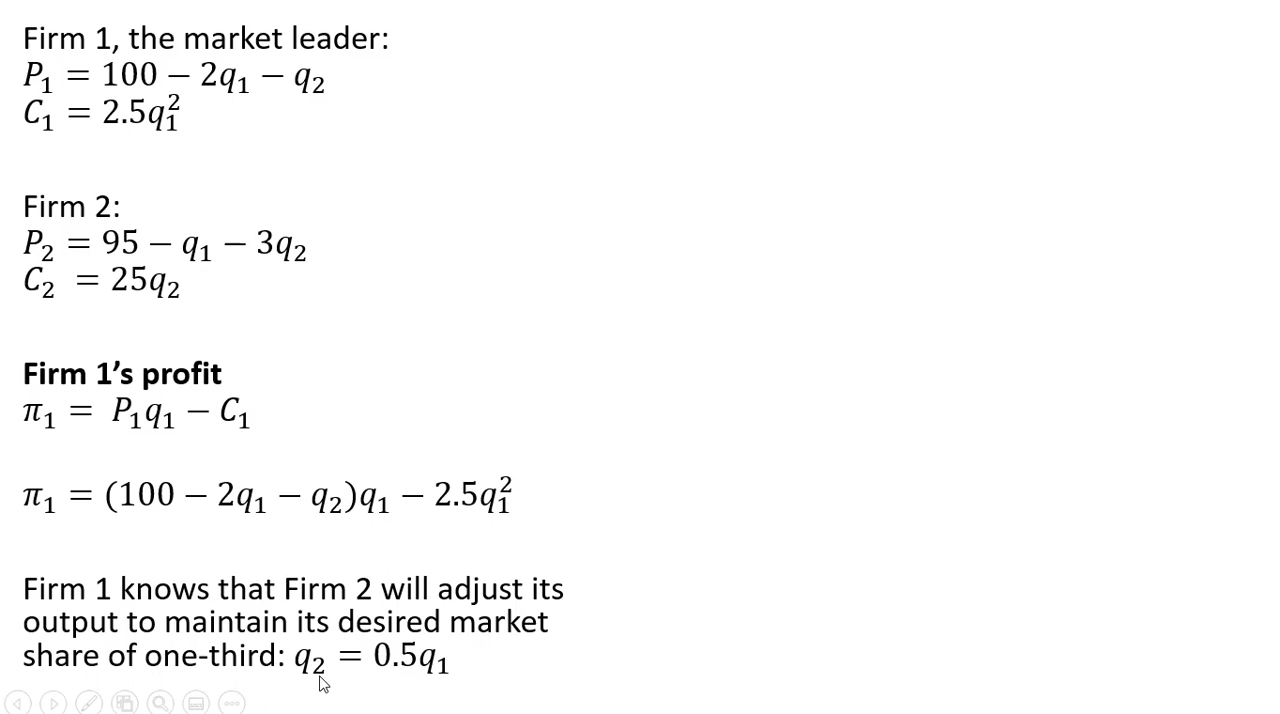 Firm 1, the market leader:
P₁ = 100 − 2q₁ − q₂
C₁ = 2.5q₁²
Firm 2:
P₂ = 95 − q₁ − 3q₂
C₂ = 25q₂
Firm 1’s profit
π₁ = P₁q₁ − C₁
π₁ = (100 − 2q₁ − q₂)q₁ − 2.5q₁²
Firm 1 knows that Firm 2 will adjust its
output to maintain its desired market
share of one-third: q₂ = 0.5q₁